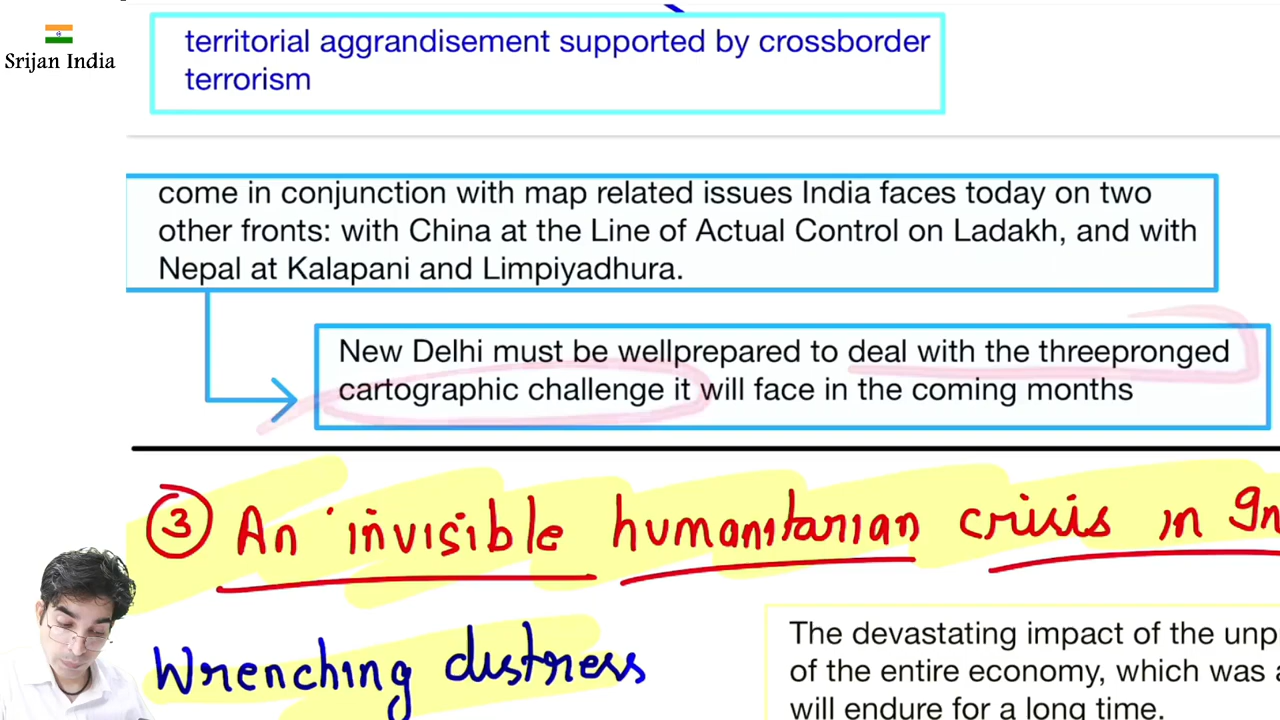 Srijan India
territorial aggrandisement supported by crossborder
terrorism
come in conjunction with map related issues India faces today on two
other fronts: with China at the Line of Actual Control on Ladakh, and with
Nepal at Kalapani and Limpiyadhura.
New Delhi must be wellprepared to deal with the threepronged
cartographic challenge it will face in the coming months
3 An 'invisible humanitarian crisis in In
Wrenching distress
The devastating impact of the unp
of the entire economy, which was a
will endure for a long time.